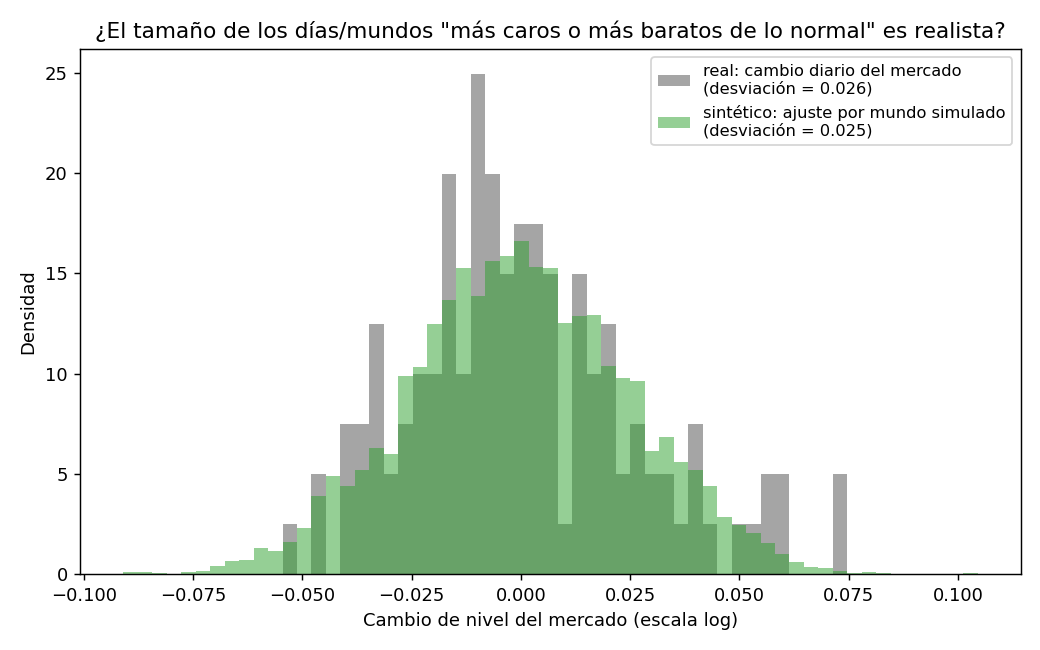 ¿El tamaño de los días/mundos "más caros o más baratos de lo normal" es realista?
real: cambio diario del mercado
(desviación = 0.026)
sintético: ajuste por mundo simulado
(desviación = 0.025)
Densidad
25
20
15
10
5
0
−0.100
−0.075
−0.050
−0.025
0.000
0.025
0.050
0.075
0.100
Cambio de nivel del mercado (escala log)